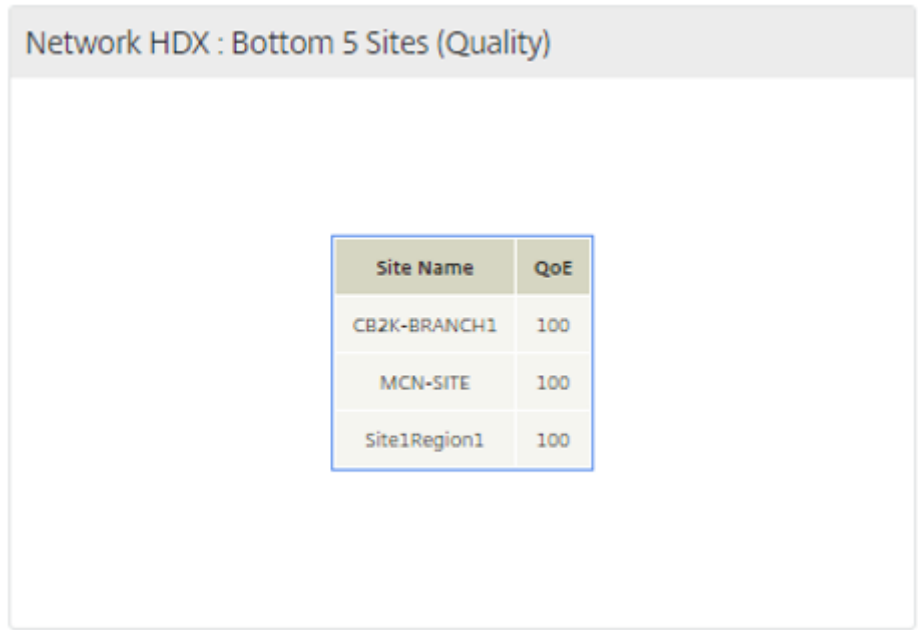 Network HDX : Bottom 5 Sites (Quality)
Site Name QoE
CB2K-BRANCH1 100
MCN-SITE 100
Site1Region1 100